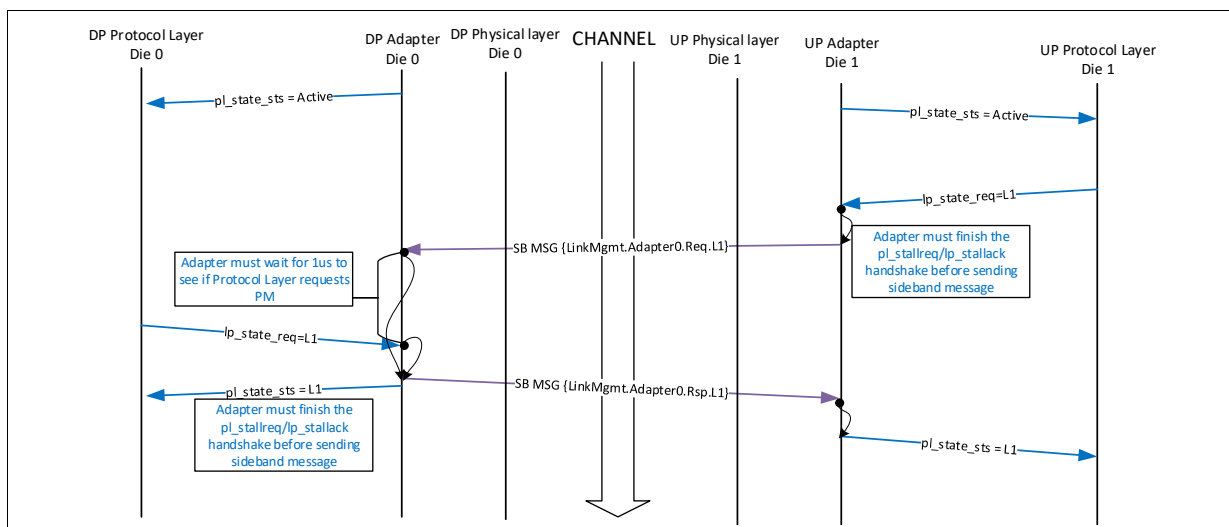 DP Protocol Layer
Die 0
DP Adapter
Die 0
DP Physical layer
Die 0
CHANNEL
UP Physical layer
Die 1
UP Adapter
Die 1
UP Protocol Layer
Die 1
pl_state_sts = Active
pl_state_sts = Active
lp_state_req=L1
SB MSG {LinkMgmt.Adapter0.Req.L1}
Adapter must finish the
pl_stallreq/lp_stallack
handshake before sending
sideband message
Adapter must wait for 1us to
see if Protocol Layer requests
PM
lp_state_req=L1
pl_state_sts = L1
SB MSG {LinkMgmt.Adapter0.Rsp.L1}
Adapter must finish the
pl_stallreq/lp_stallack
handshake before sending
sideband message
pl_state_sts = L1